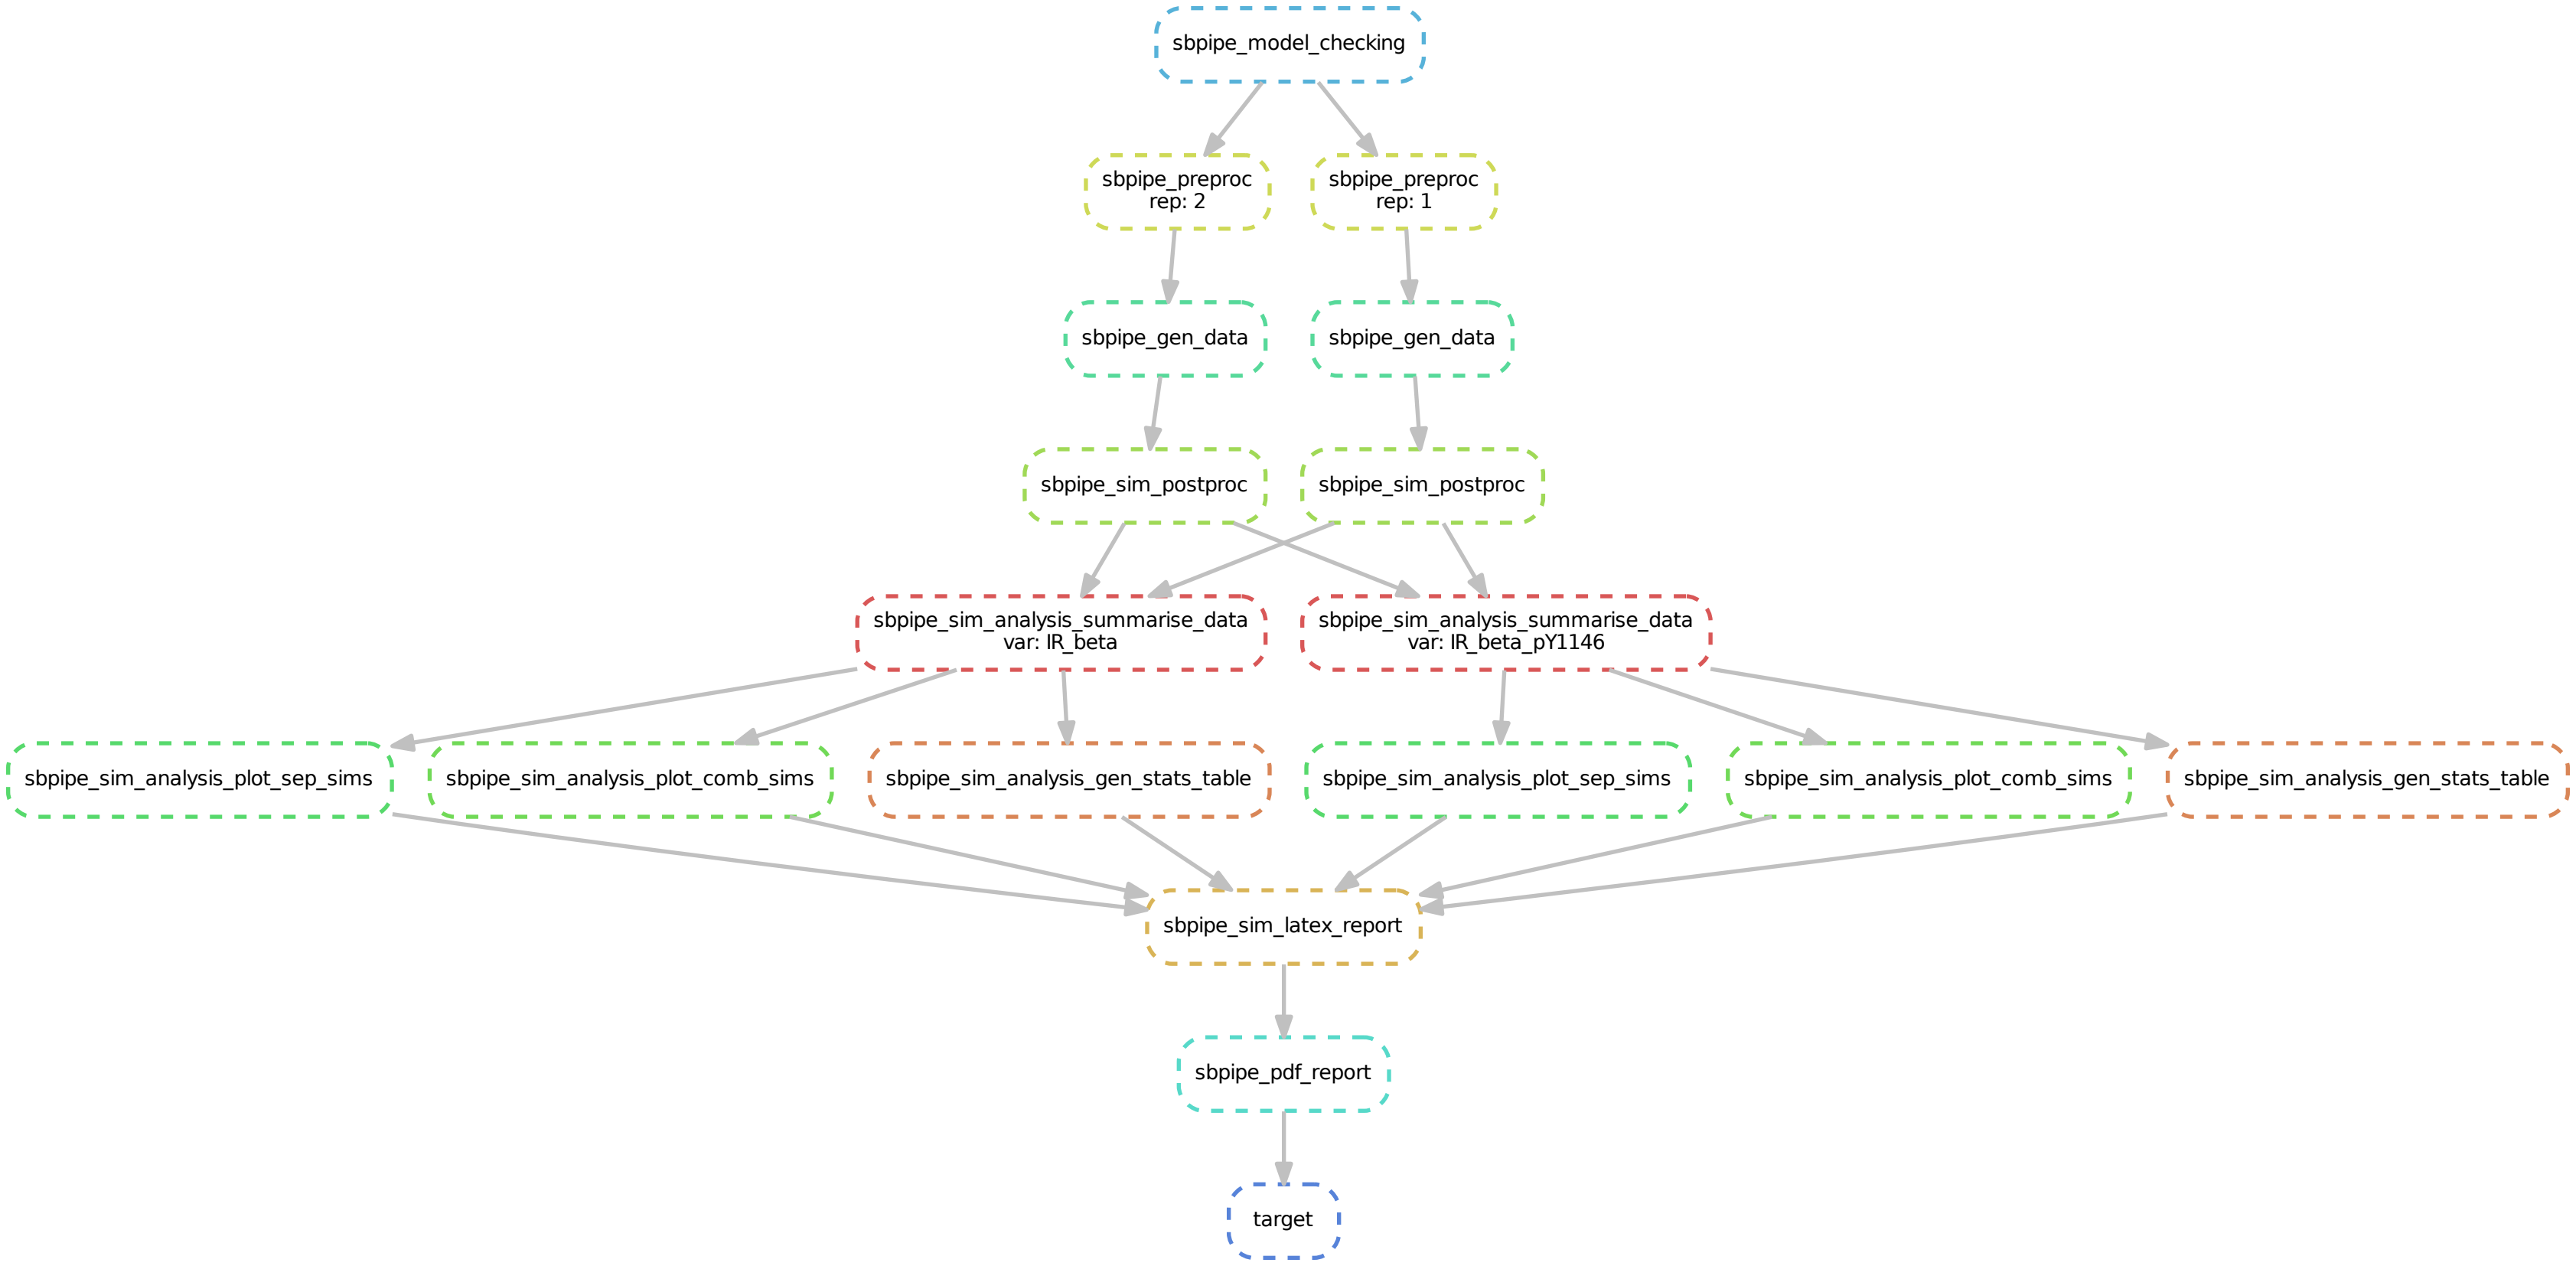 sbpipe_model_checking
sbpipe_preproc
rep: 2
sbpipe_preproc
rep: 1
sbpipe_gen_data
sbpipe_gen_data
sbpipe_sim_postproc
sbpipe_sim_postproc
sbpipe_sim_analysis_summarise_data
var: IR_beta
sbpipe_sim_analysis_summarise_data
var: IR_beta_pY1146
sbpipe_sim_analysis_plot_sep_sims
sbpipe_sim_analysis_plot_comb_sims
sbpipe_sim_analysis_gen_stats_table
sbpipe_sim_analysis_plot_sep_sims
sbpipe_sim_analysis_plot_comb_sims
sbpipe_sim_analysis_gen_stats_table
sbpipe_sim_latex_report
sbpipe_pdf_report
target